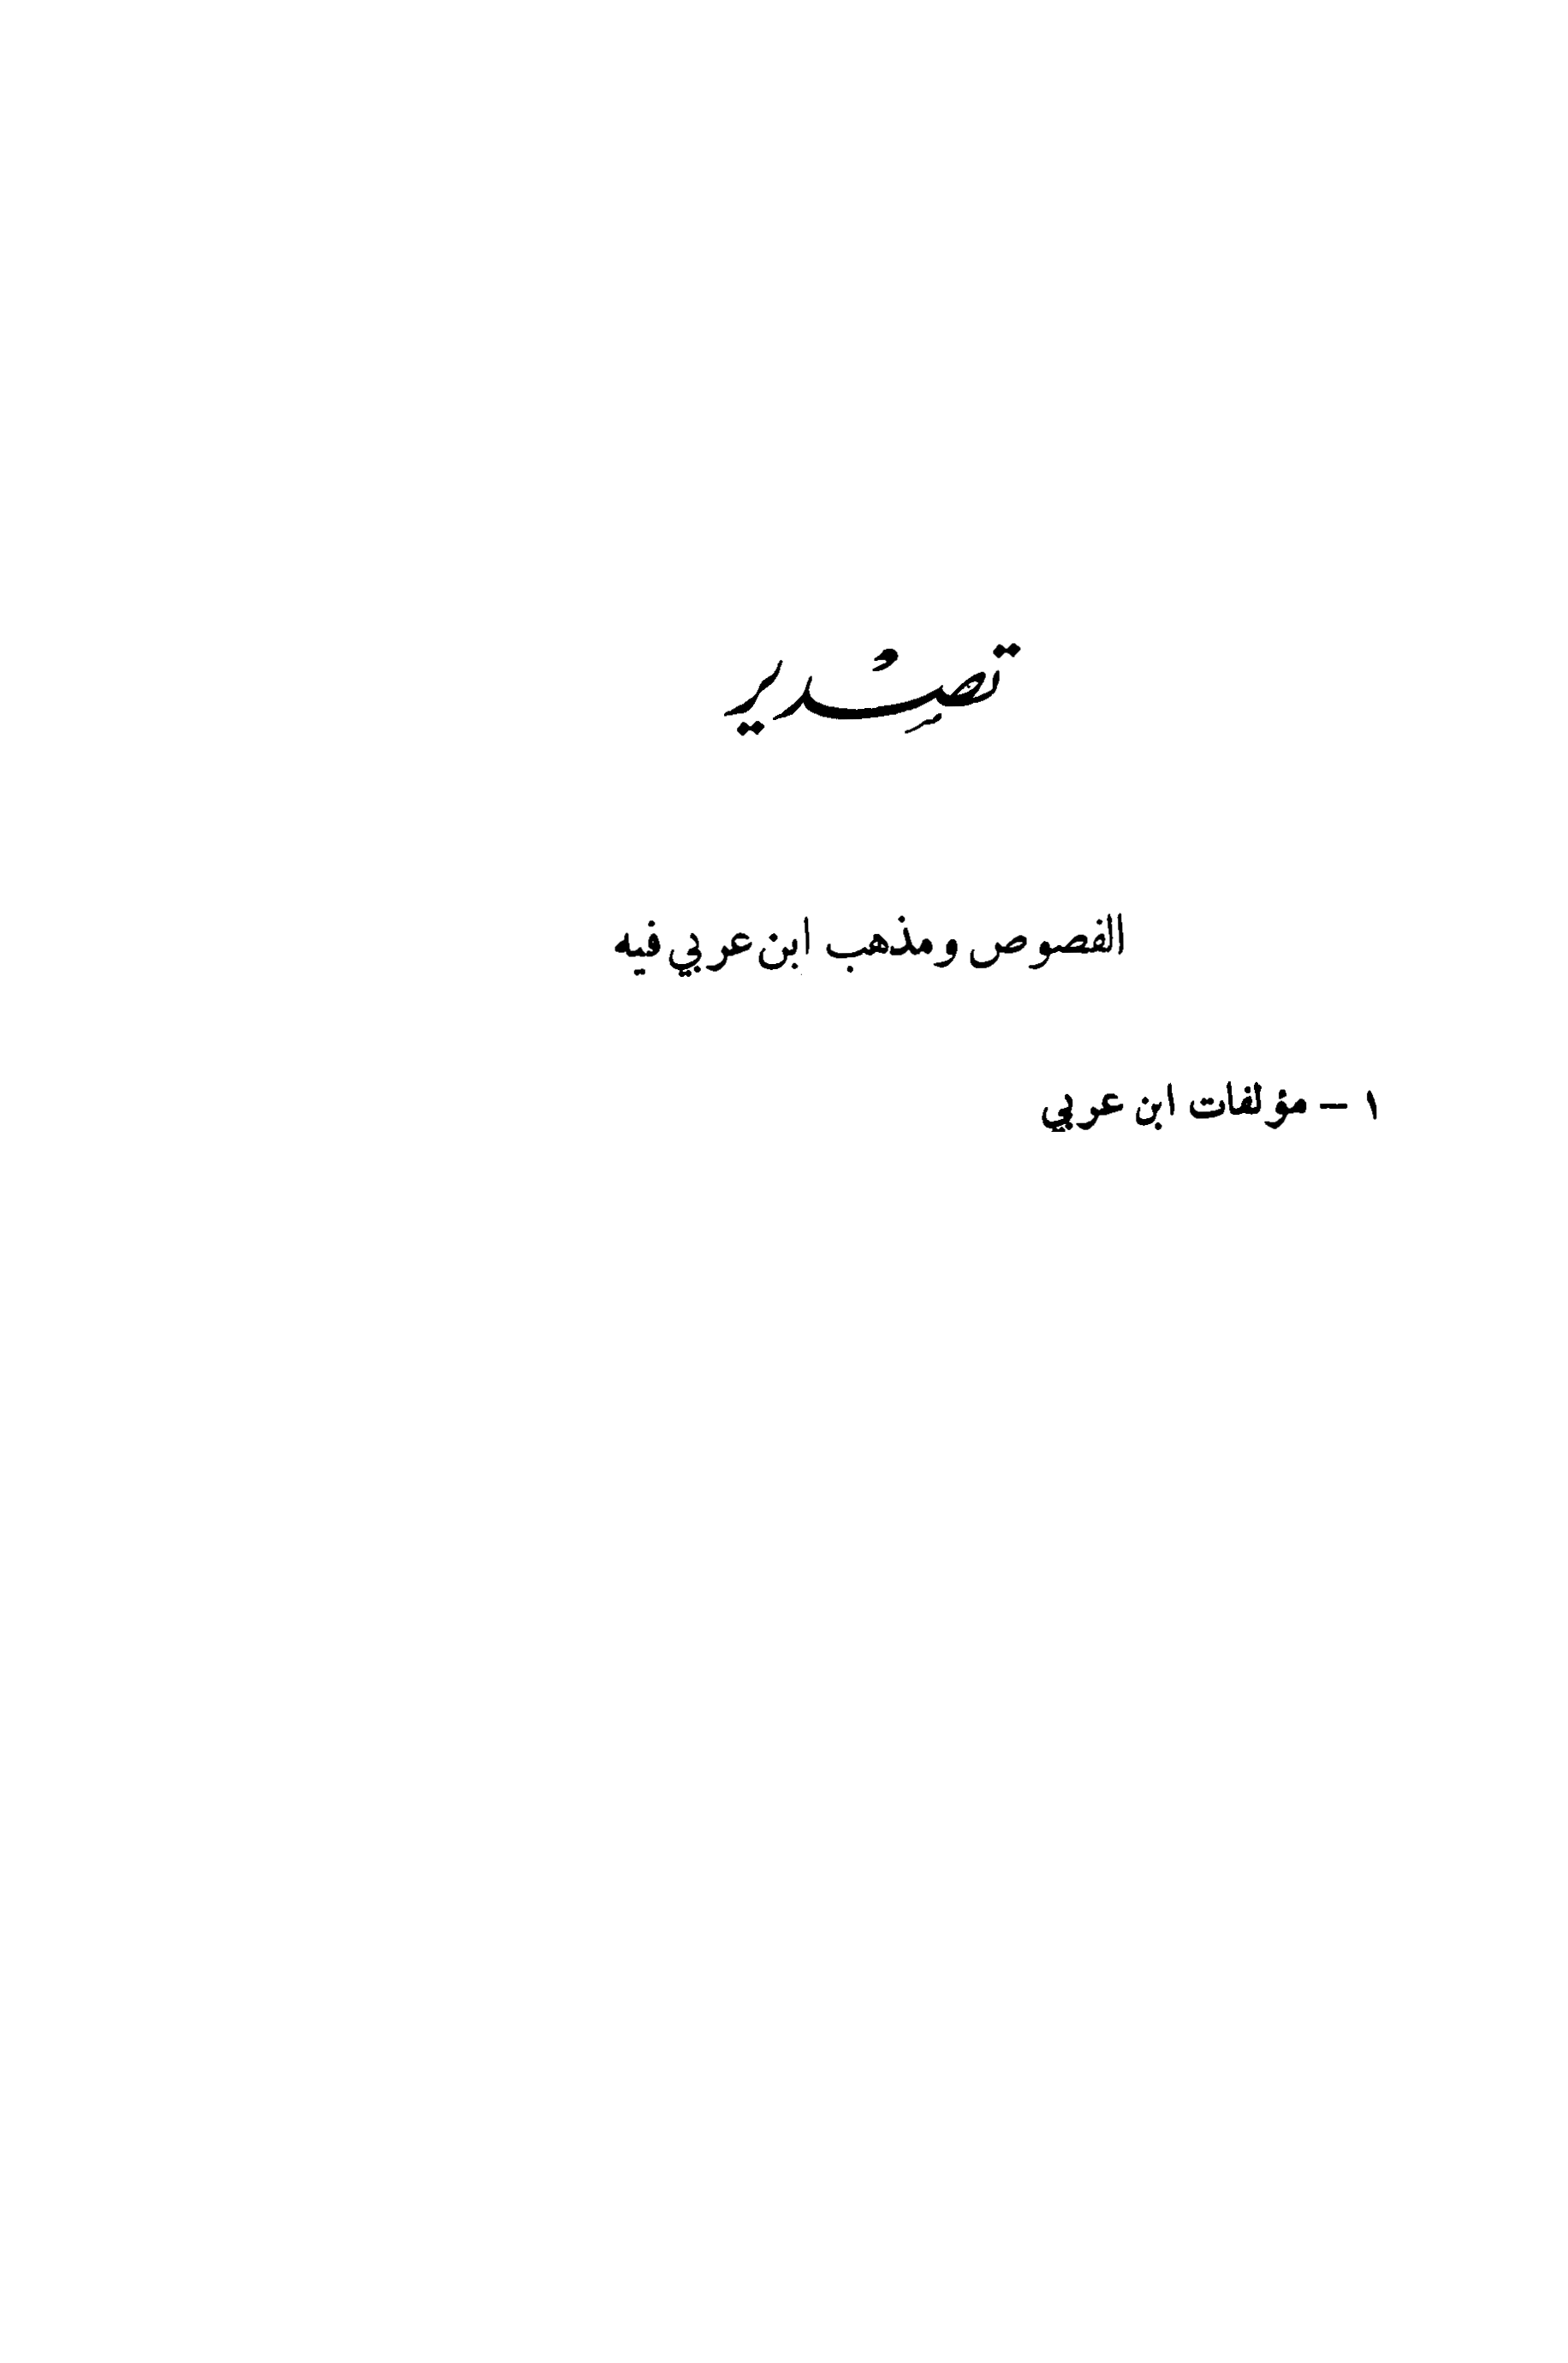 تصدير
الفصوص ومذهب ابن عربي فيه
١ – مؤلفات ابن عربي